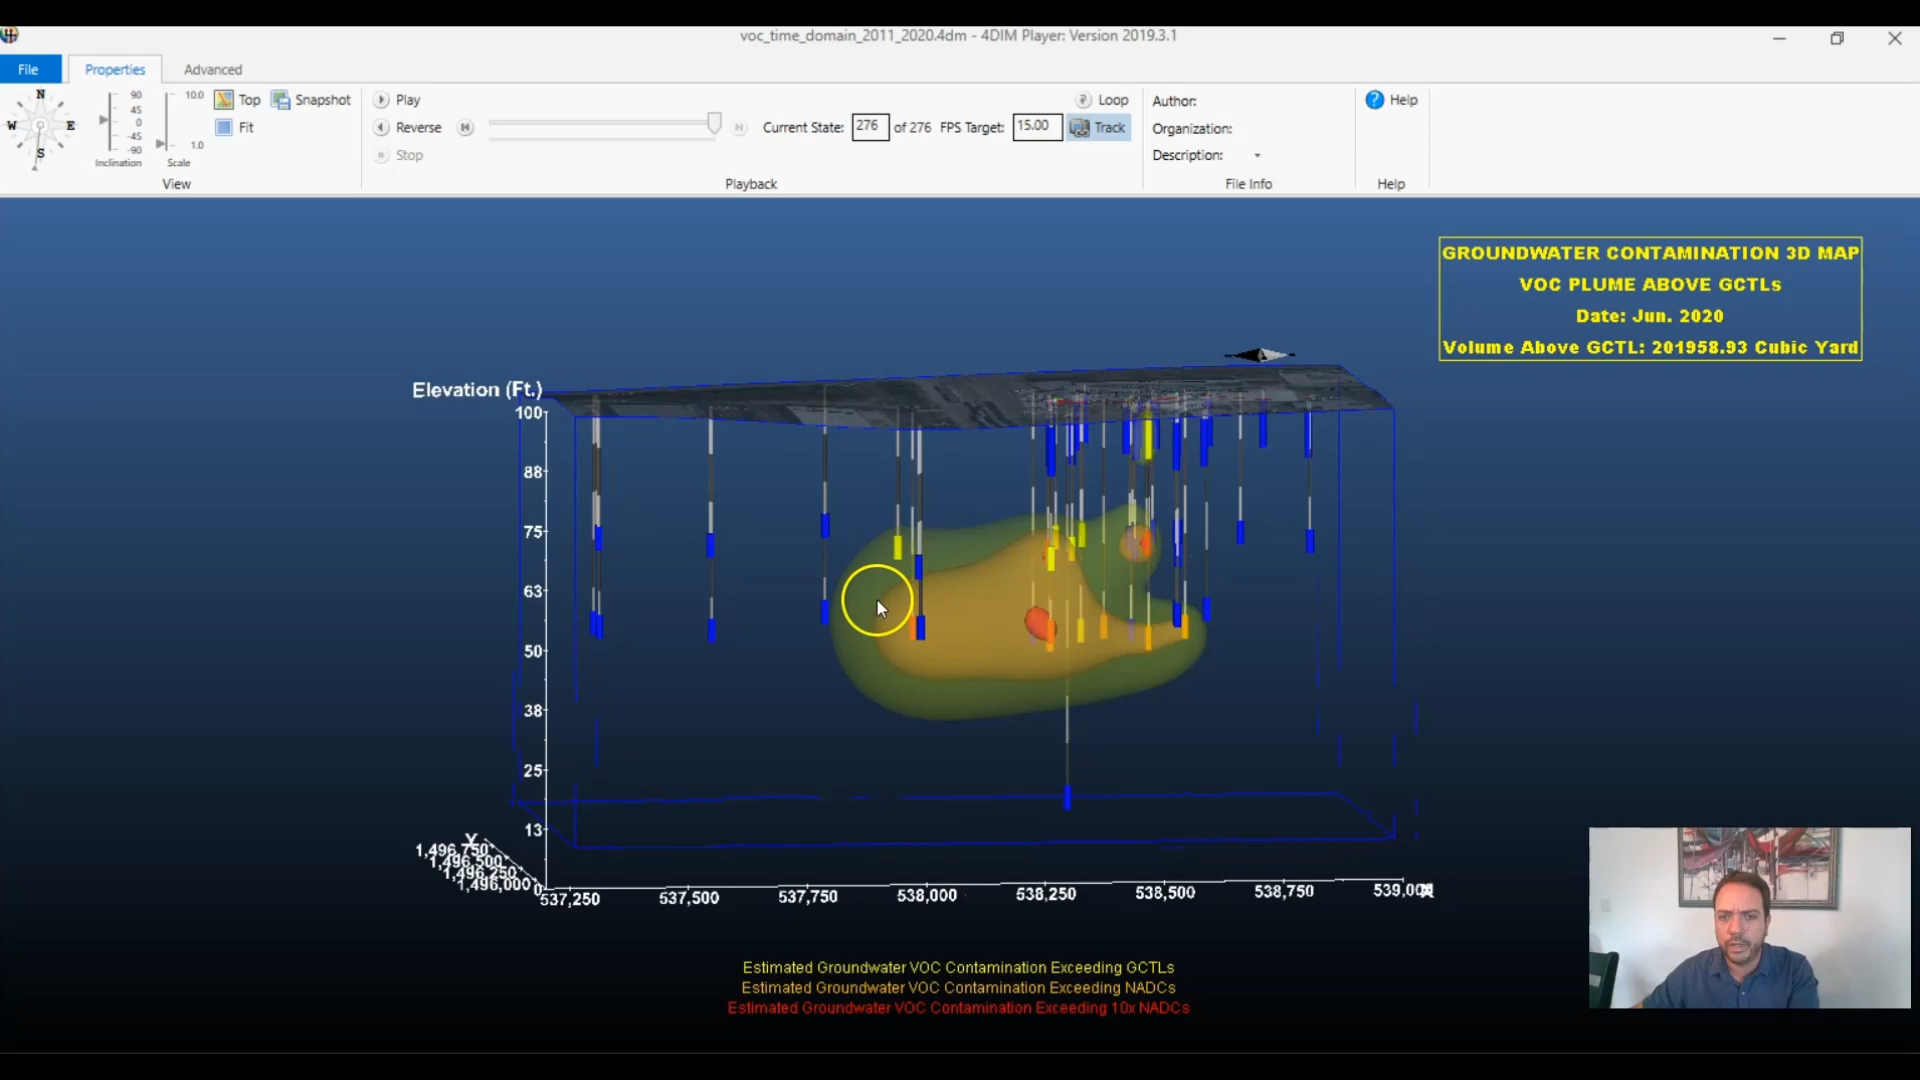 voc_time_domain_2011_2020.4dm - 4DIM Player: Version 2019.3.1
File
Properties
Advanced
N
W
E
S
90
45
0
-45
-90
Inclination
10.0
1.0
Scale
Top
Snapshot
Fit
View
Play
Reverse
Stop
Current State: 276 of 276
FPS Target: 15.00
Loop
Track
Playback
Author:
Organization:
Description:
File Info
Help
Help
GROUNDWATER CONTAMINATION 3D MAP
VOC PLUME ABOVE GCTLs
Date: Jun. 2020
Volume Above GCTL: 201958.93 Cubic Yard
Elevation (Ft.)
100
88
75
63
50
38
25
13
0
Y
1,496,750
1,496,500
1,496,250
1,496,000
537,250
537,500
537,750
538,000
538,250
538,500
538,750
539,000
X
Estimated Groundwater VOC Contamination Exceeding GCTLs
Estimated Groundwater VOC Contamination Exceeding NADCs
Estimated Groundwater VOC Contamination Exceeding 10x NADCs